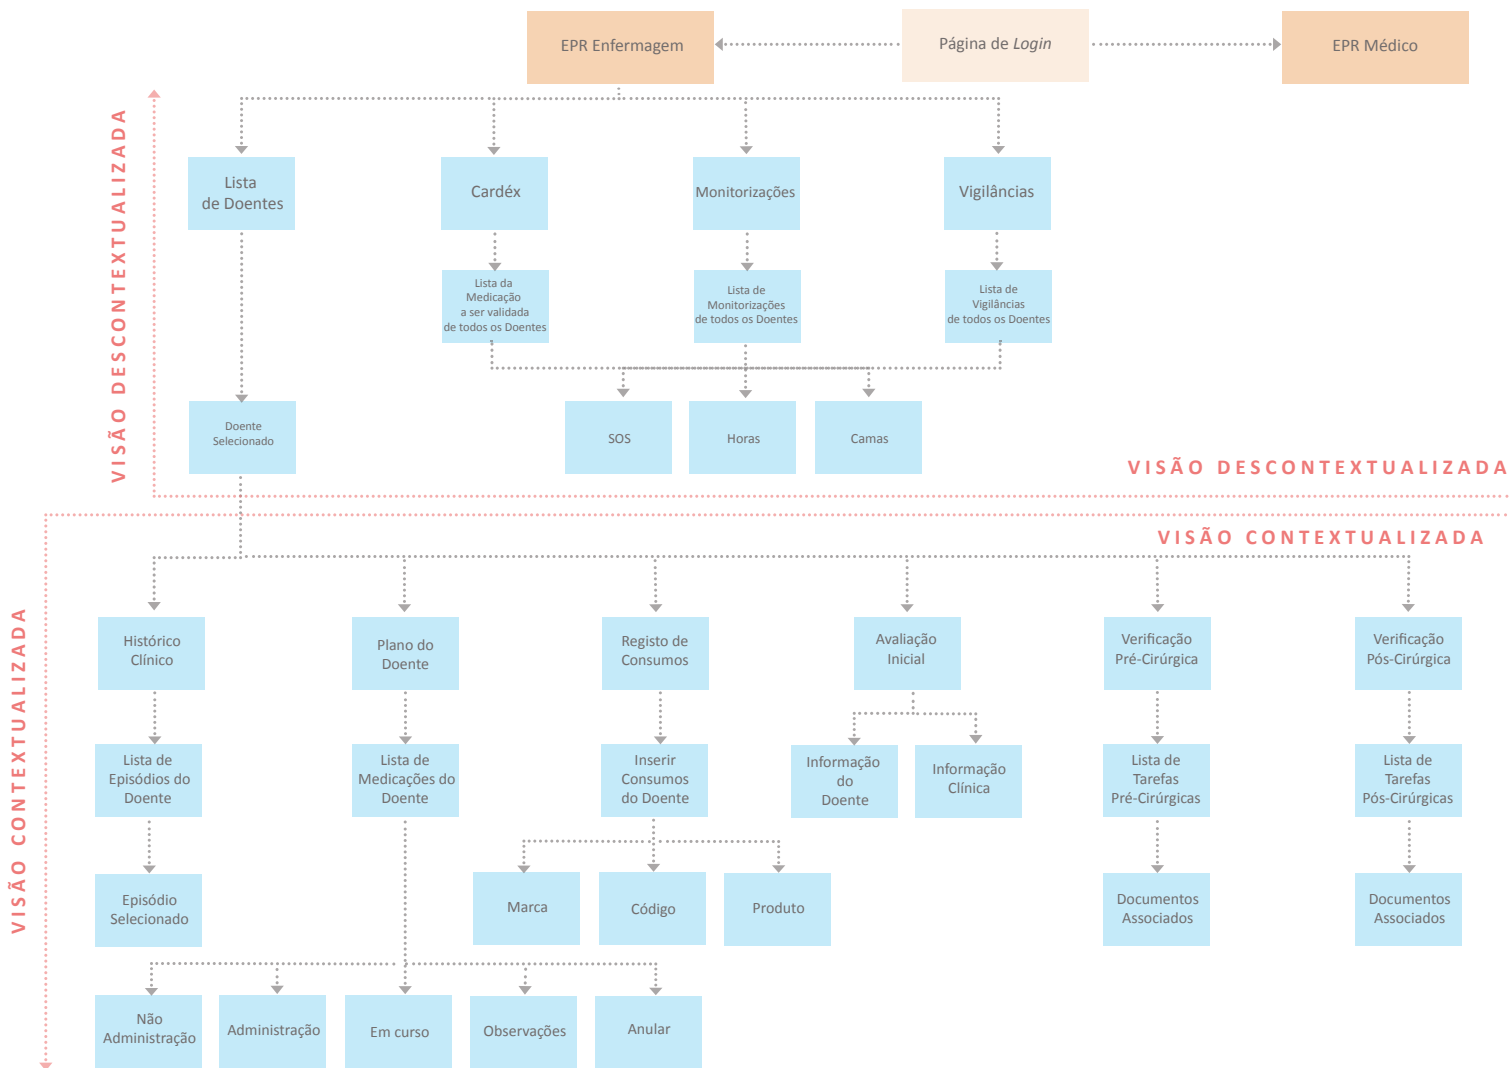 EPR Enfermagem
Página de Login
EPR Médico
VISÃO DESCONTEXTUALIZADA
Lista
de Doentes
Cardéx
Monitorizações
Vigilâncias
Lista da
Medicação
a ser validada
de todos os Doentes
Lista de
Monitorizações
de todos os Doentes
Lista de
Vigilâncias
de todos os Doentes
Doente
Selecionado
SOS
Horas
Camas
VISÃO DESCONTEXTUALIZADA
VISÃO CONTEXTUALIZADA
VISÃO CONTEXTUALIZADA
Histórico
Clínico
Plano do
Doente
Registo de
Consumos
Avaliação
Inicial
Verificação
Pré-Cirúrgica
Verificação
Pós-Cirúrgica
Lista de
Episódios do
Doente
Lista de
Medicações do
Doente
Inserir
Consumos
do Doente
Informação
do
Doente
Informação
Clínica
Lista de
Tarefas
Pré-Cirúrgicas
Lista de
Tarefas
Pós-Cirúrgicas
Episódio
Selecionado
Marca
Código
Produto
Documentos
Associados
Documentos
Associados
Não
Administração
Administração
Em curso
Observações
Anular